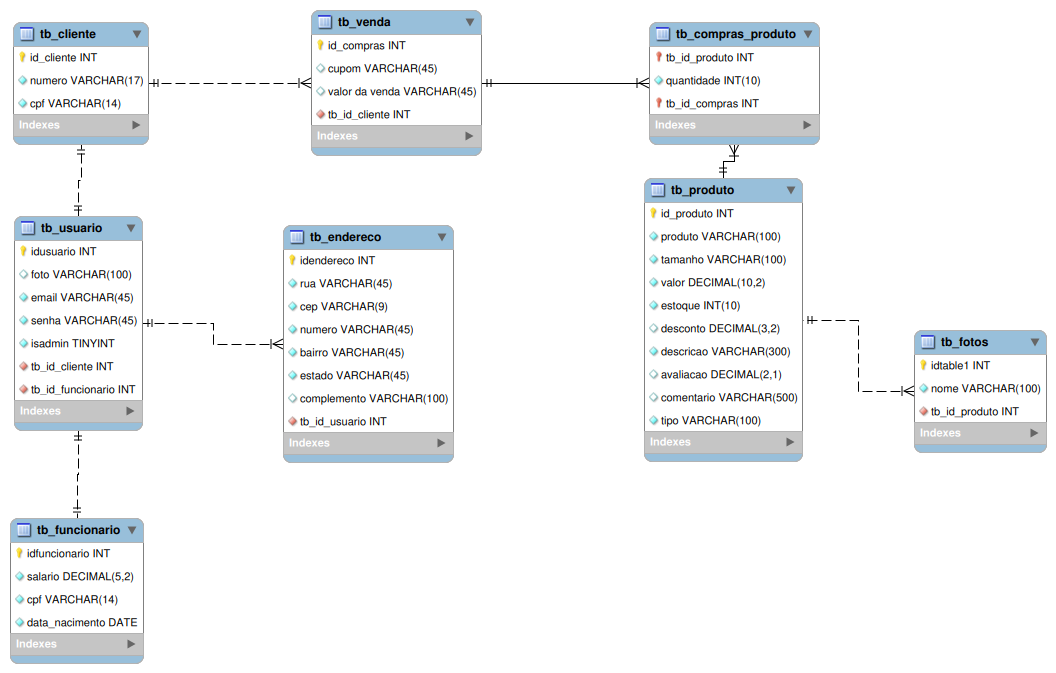 tb_cliente
id_cliente INT
numero VARCHAR(17)
cpf VARCHAR(14)
Indexes
tb_venda
id_compras INT
cupom VARCHAR(45)
valor da venda VARCHAR(45)
tb_id_cliente INT
Indexes
tb_compras_produto
tb_id_produto INT
quantidade INT(10)
tb_id_compras INT
Indexes
tb_usuario
idusuario INT
foto VARCHAR(100)
email VARCHAR(45)
senha VARCHAR(45)
isadmin TINYINT
tb_id_cliente INT
tb_id_funcionario INT
Indexes
tb_endereco
idendereco INT
rua VARCHAR(45)
cep VARCHAR(9)
numero VARCHAR(45)
bairro VARCHAR(45)
estado VARCHAR(45)
complemento VARCHAR(100)
tb_id_usuario INT
Indexes
tb_produto
id_produto INT
produto VARCHAR(100)
tamanho VARCHAR(100)
valor DECIMAL(10,2)
estoque INT(10)
desconto DECIMAL(3,2)
descricao VARCHAR(300)
avaliacao DECIMAL(2,1)
comentario VARCHAR(500)
tipo VARCHAR(100)
Indexes
tb_fotos
idtable1 INT
nome VARCHAR(100)
tb_id_produto INT
Indexes
tb_funcionario
idfuncionario INT
salario DECIMAL(5,2)
cpf VARCHAR(14)
data_nacimento DATE
Indexes